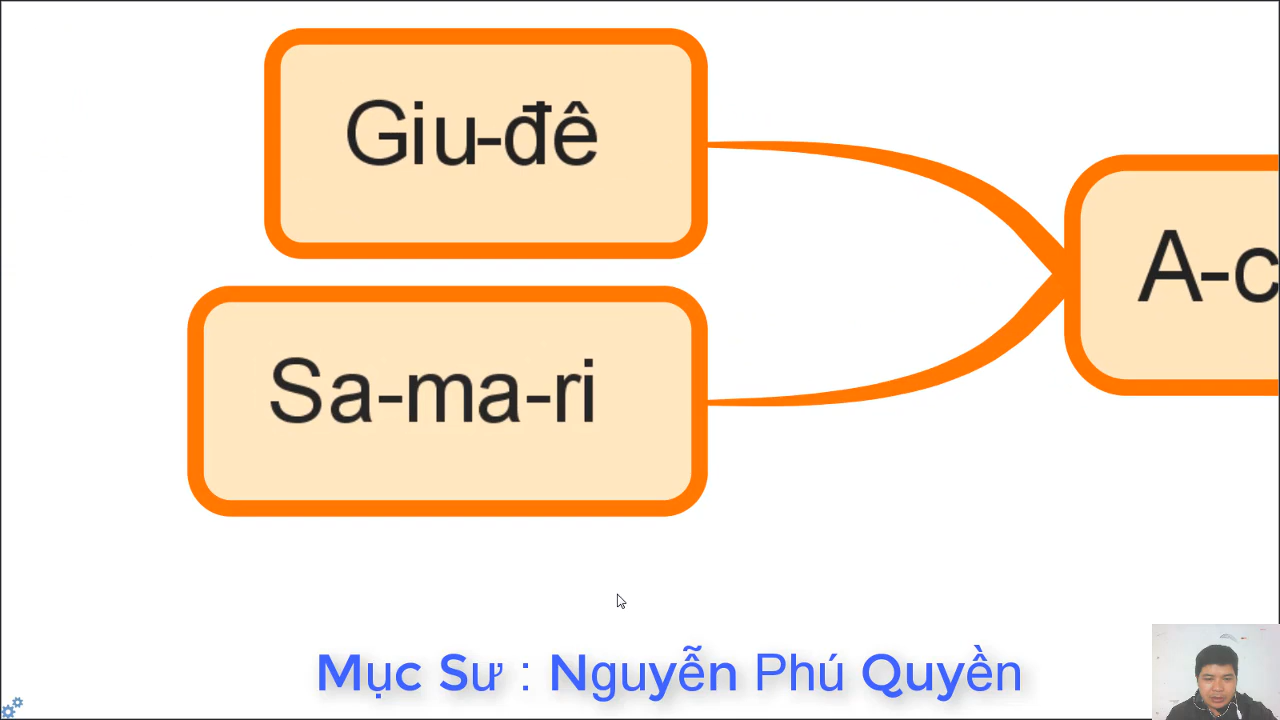 Giu-đê
Sa-ma-ri
A-c
Mục Sư : Nguyễn Phú Quyền